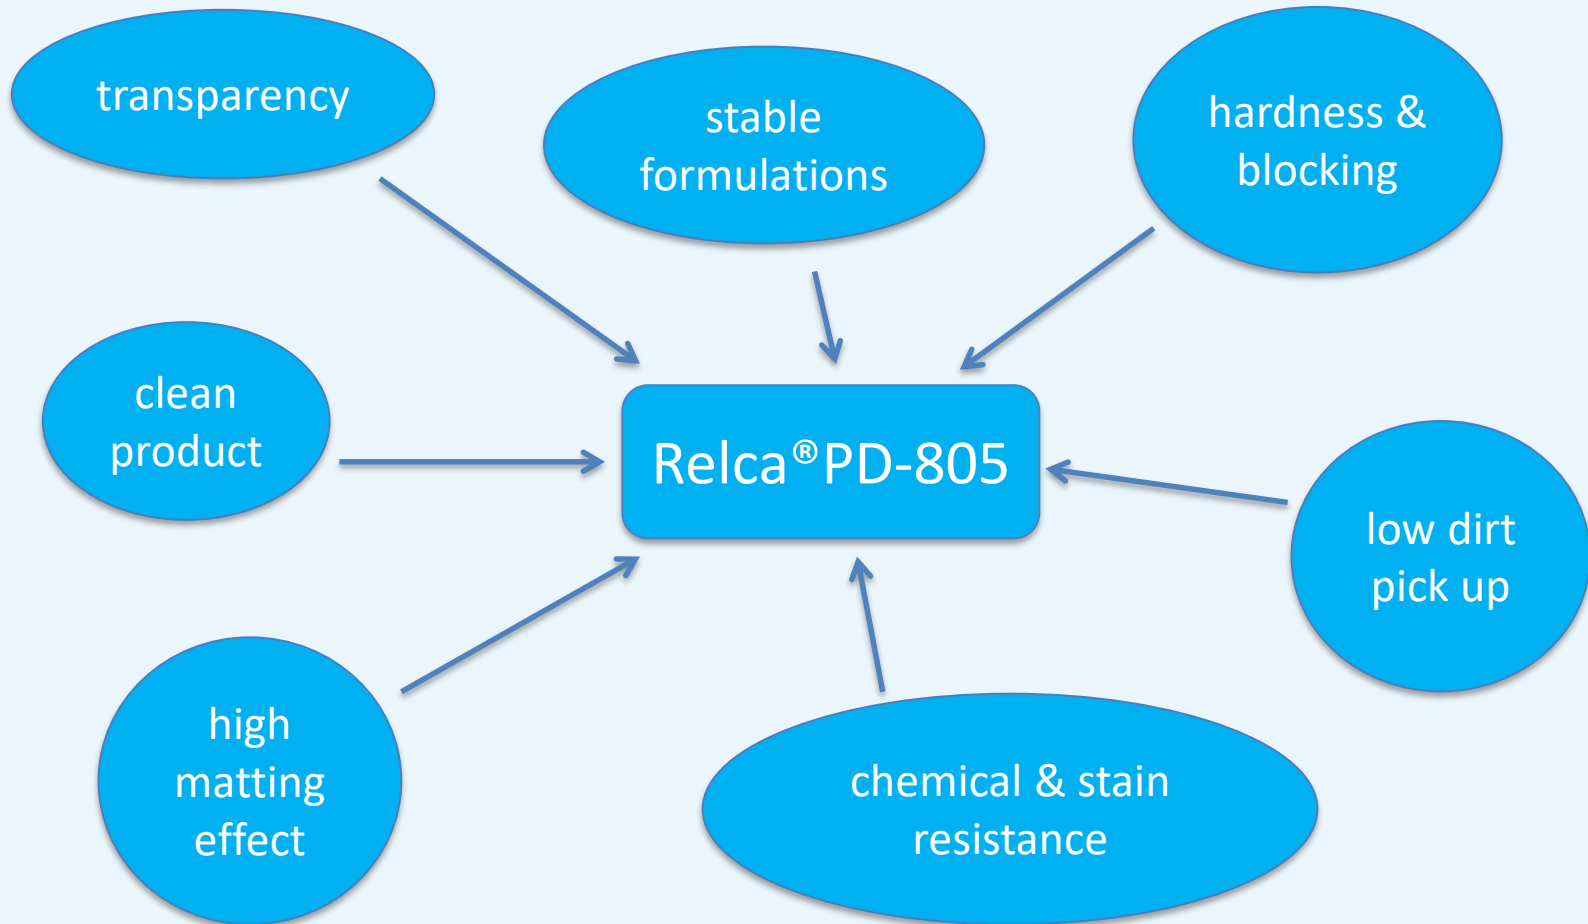 transparency
stable
formulations
hardness &
blocking
clean
product
Relca®PD-805
low dirt
pick up
high
matting
effect
chemical & stain
resistance